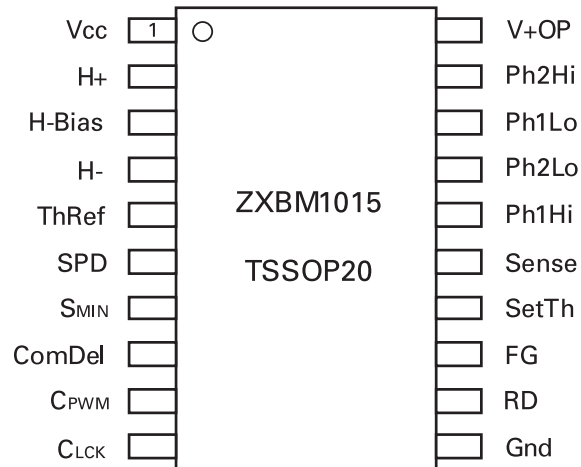 Vcc 1 V+OP
H+ Ph2Hi
H-Bias Ph1Lo
H- Ph2Lo
ThRef ZXBM1015 Ph1Hi
SPD TSSOP20 Sense
SMIN SetTh
ComDel FG
CPWM RD
CLCK Gnd